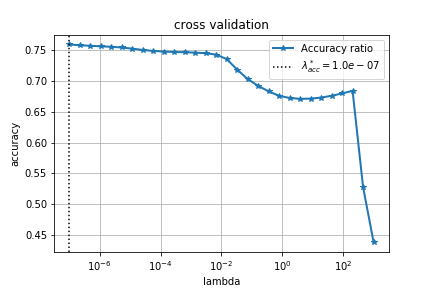 cross validation
Accuracy ratio
λ*acc = 1.0e − 07
accuracy
0.75
0.70
0.65
0.60
0.55
0.50
0.45
10⁻⁶
10⁻⁴
10⁻²
10⁰
10²
lambda